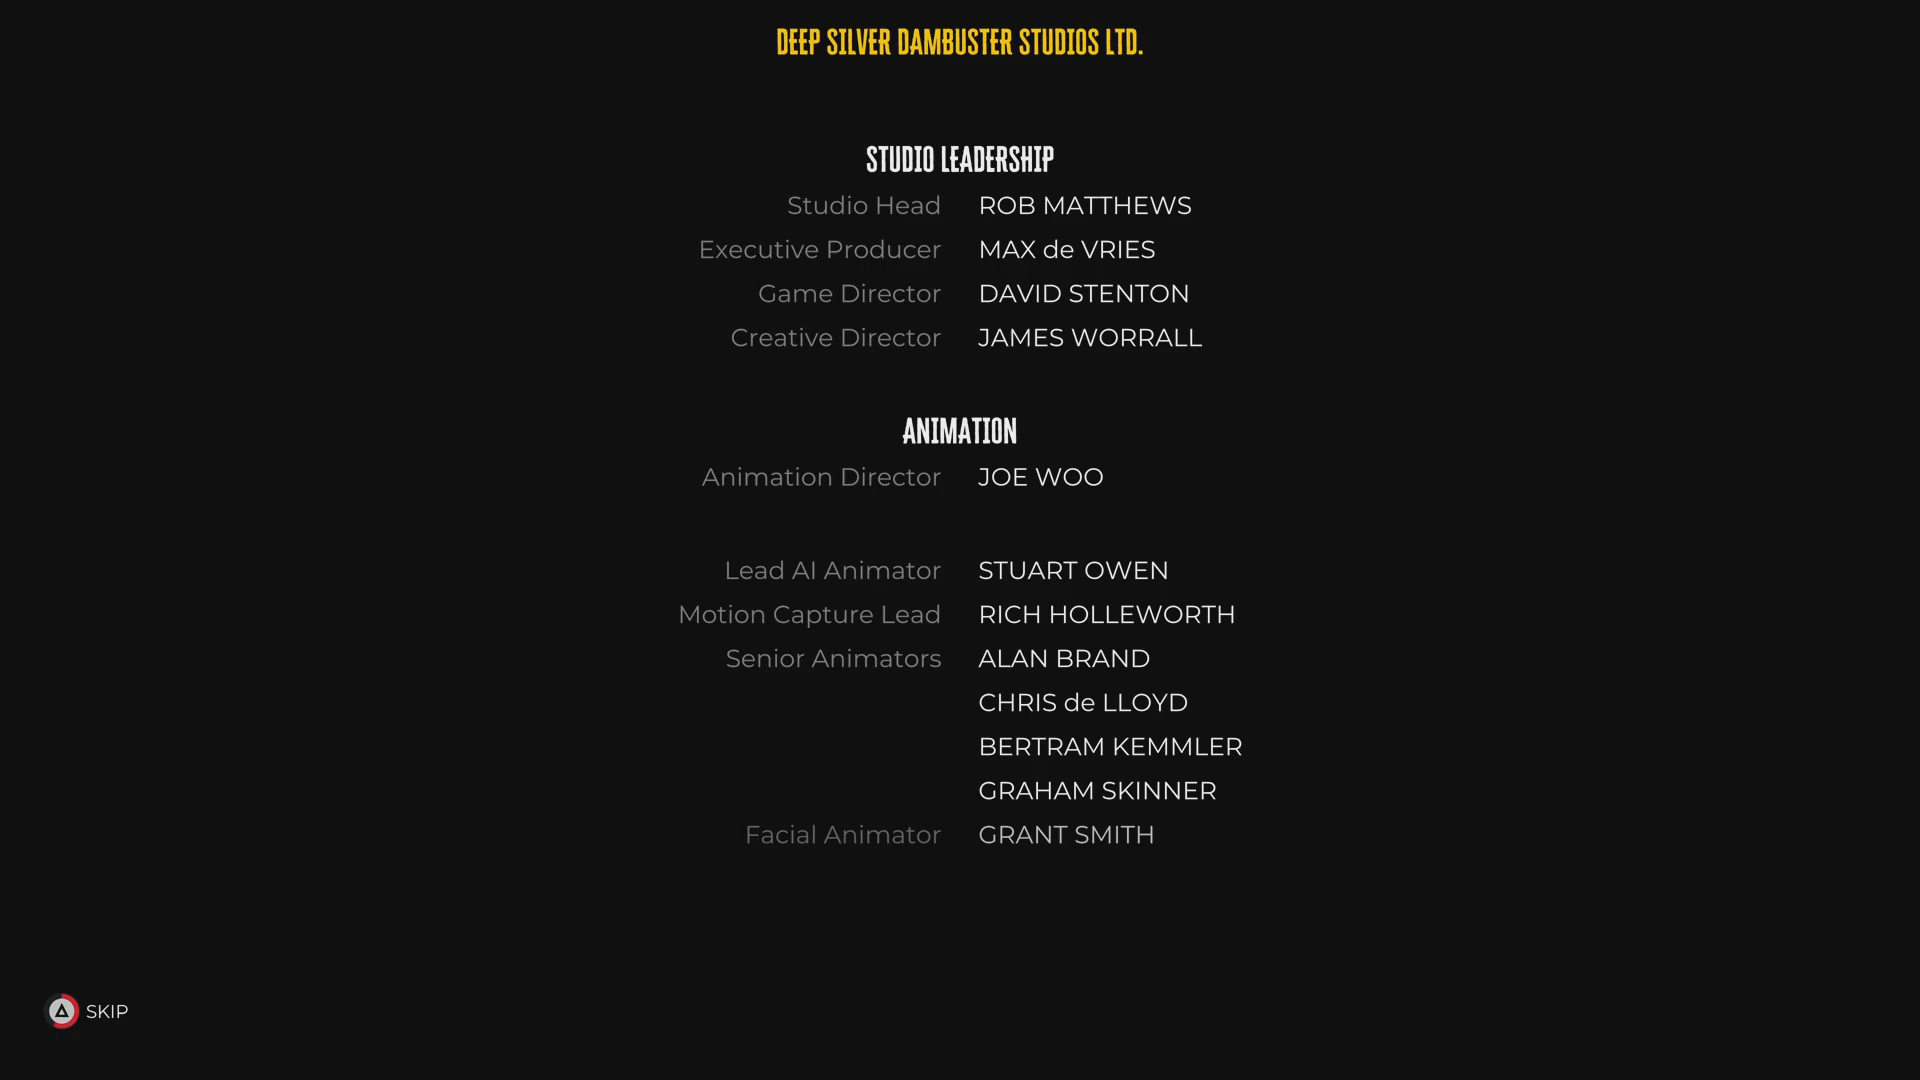 DEEP SILVER DAMBUSTER STUDIOS LTD.
STUDIO LEADERSHIP
Studio Head ROB MATTHEWS
Executive Producer MAX de VRIES
Game Director DAVID STENTON
Creative Director JAMES WORRALL
ANIMATION
Animation Director JOE WOO
Lead AI Animator STUART OWEN
Motion Capture Lead RICH HOLLEWORTH
Senior Animators ALAN BRAND
CHRIS de LLOYD
BERTRAM KEMMLER
GRAHAM SKINNER
Facial Animator GRANT SMITH
SKIP